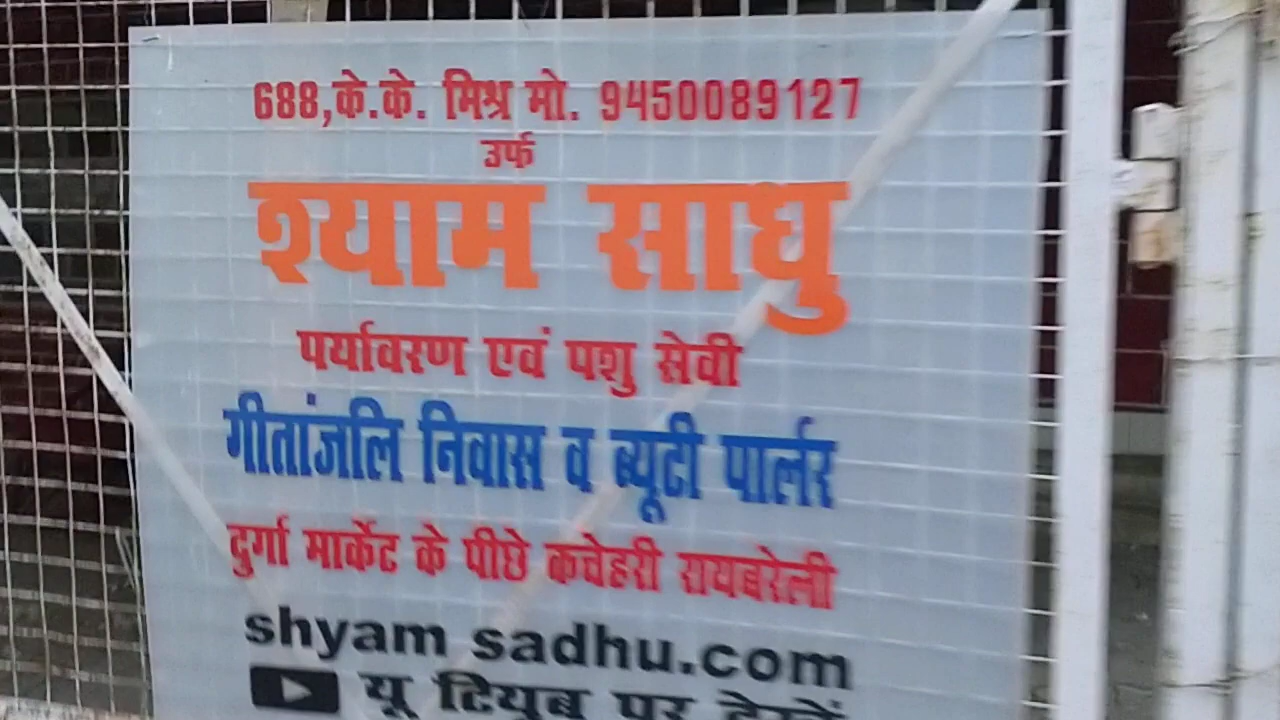 688,के.के. मिश्र मो. 9450089127
उर्फ
श्याम साधु
पर्यावरण एवं पशु सेवी
गीतांजलि निवास व ब्यूटी पार्लर
दुर्गा मार्केट के पीछे कचेहरी रायबरेली
shyam sadhu.com
यू टियुब पर देखें